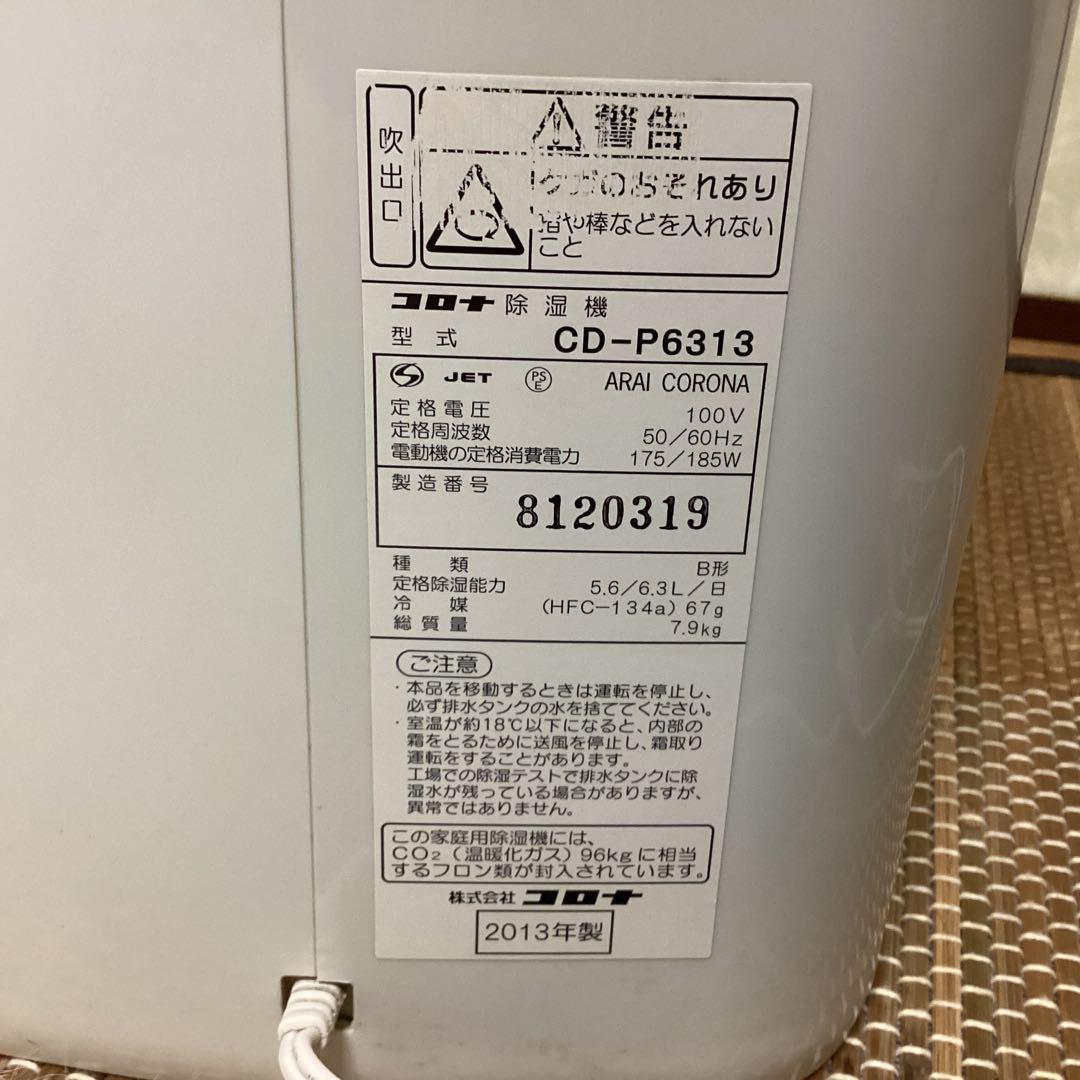 吹出口
警告
ケガのおそれあり
指や棒などを入れない
こと
コロナ 除湿機
型式 CD-P6313
JET PSE ARAI CORONA
定格電圧 100V
定格周波数 50/60Hz
電動機の定格消費電力 175/185W
製造番号 8120319
種類 B形
定格除湿能力 5.6/6.3L/日
冷媒 (HFC-134a) 67g
総質量 7.9kg
ご注意
・本品を移動するときは運転を停止し、
必ず排水タンクの水を捨ててください。
・室温が約18℃以下になると、内部の
霜をとるために送風を停止し、霜取り
運転をすることがあります。
工場での除湿テストで排水タンクに除
湿水が残っている場合がありますが、
異常ではありません。
この家庭用除湿機には、
CO₂（温暖化ガス）96kgに相当
するフロン類が封入されています。
株式会社 コロナ
2013年製